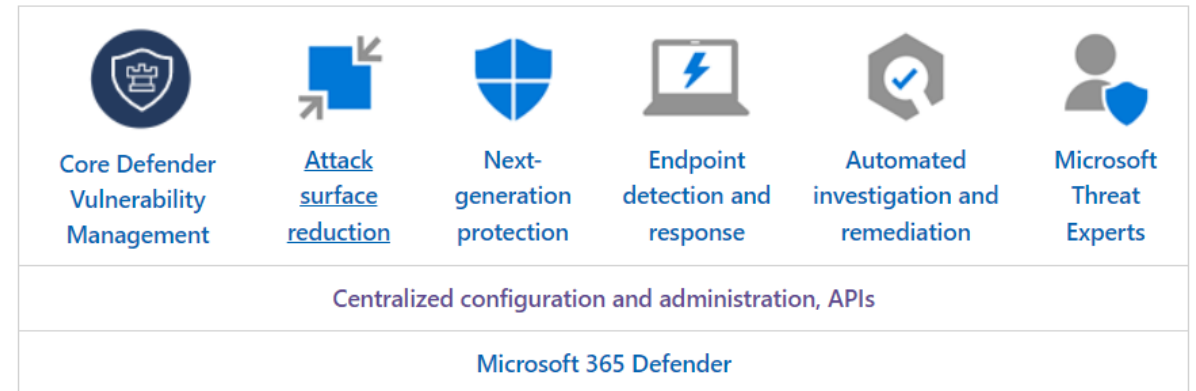 Core Defender
Vulnerability
Management
Attack
surface
reduction
Next-
generation
protection
Endpoint
detection and
response
Automated
investigation and
remediation
Microsoft
Threat
Experts
Centralized configuration and administration, APIs
Microsoft 365 Defender